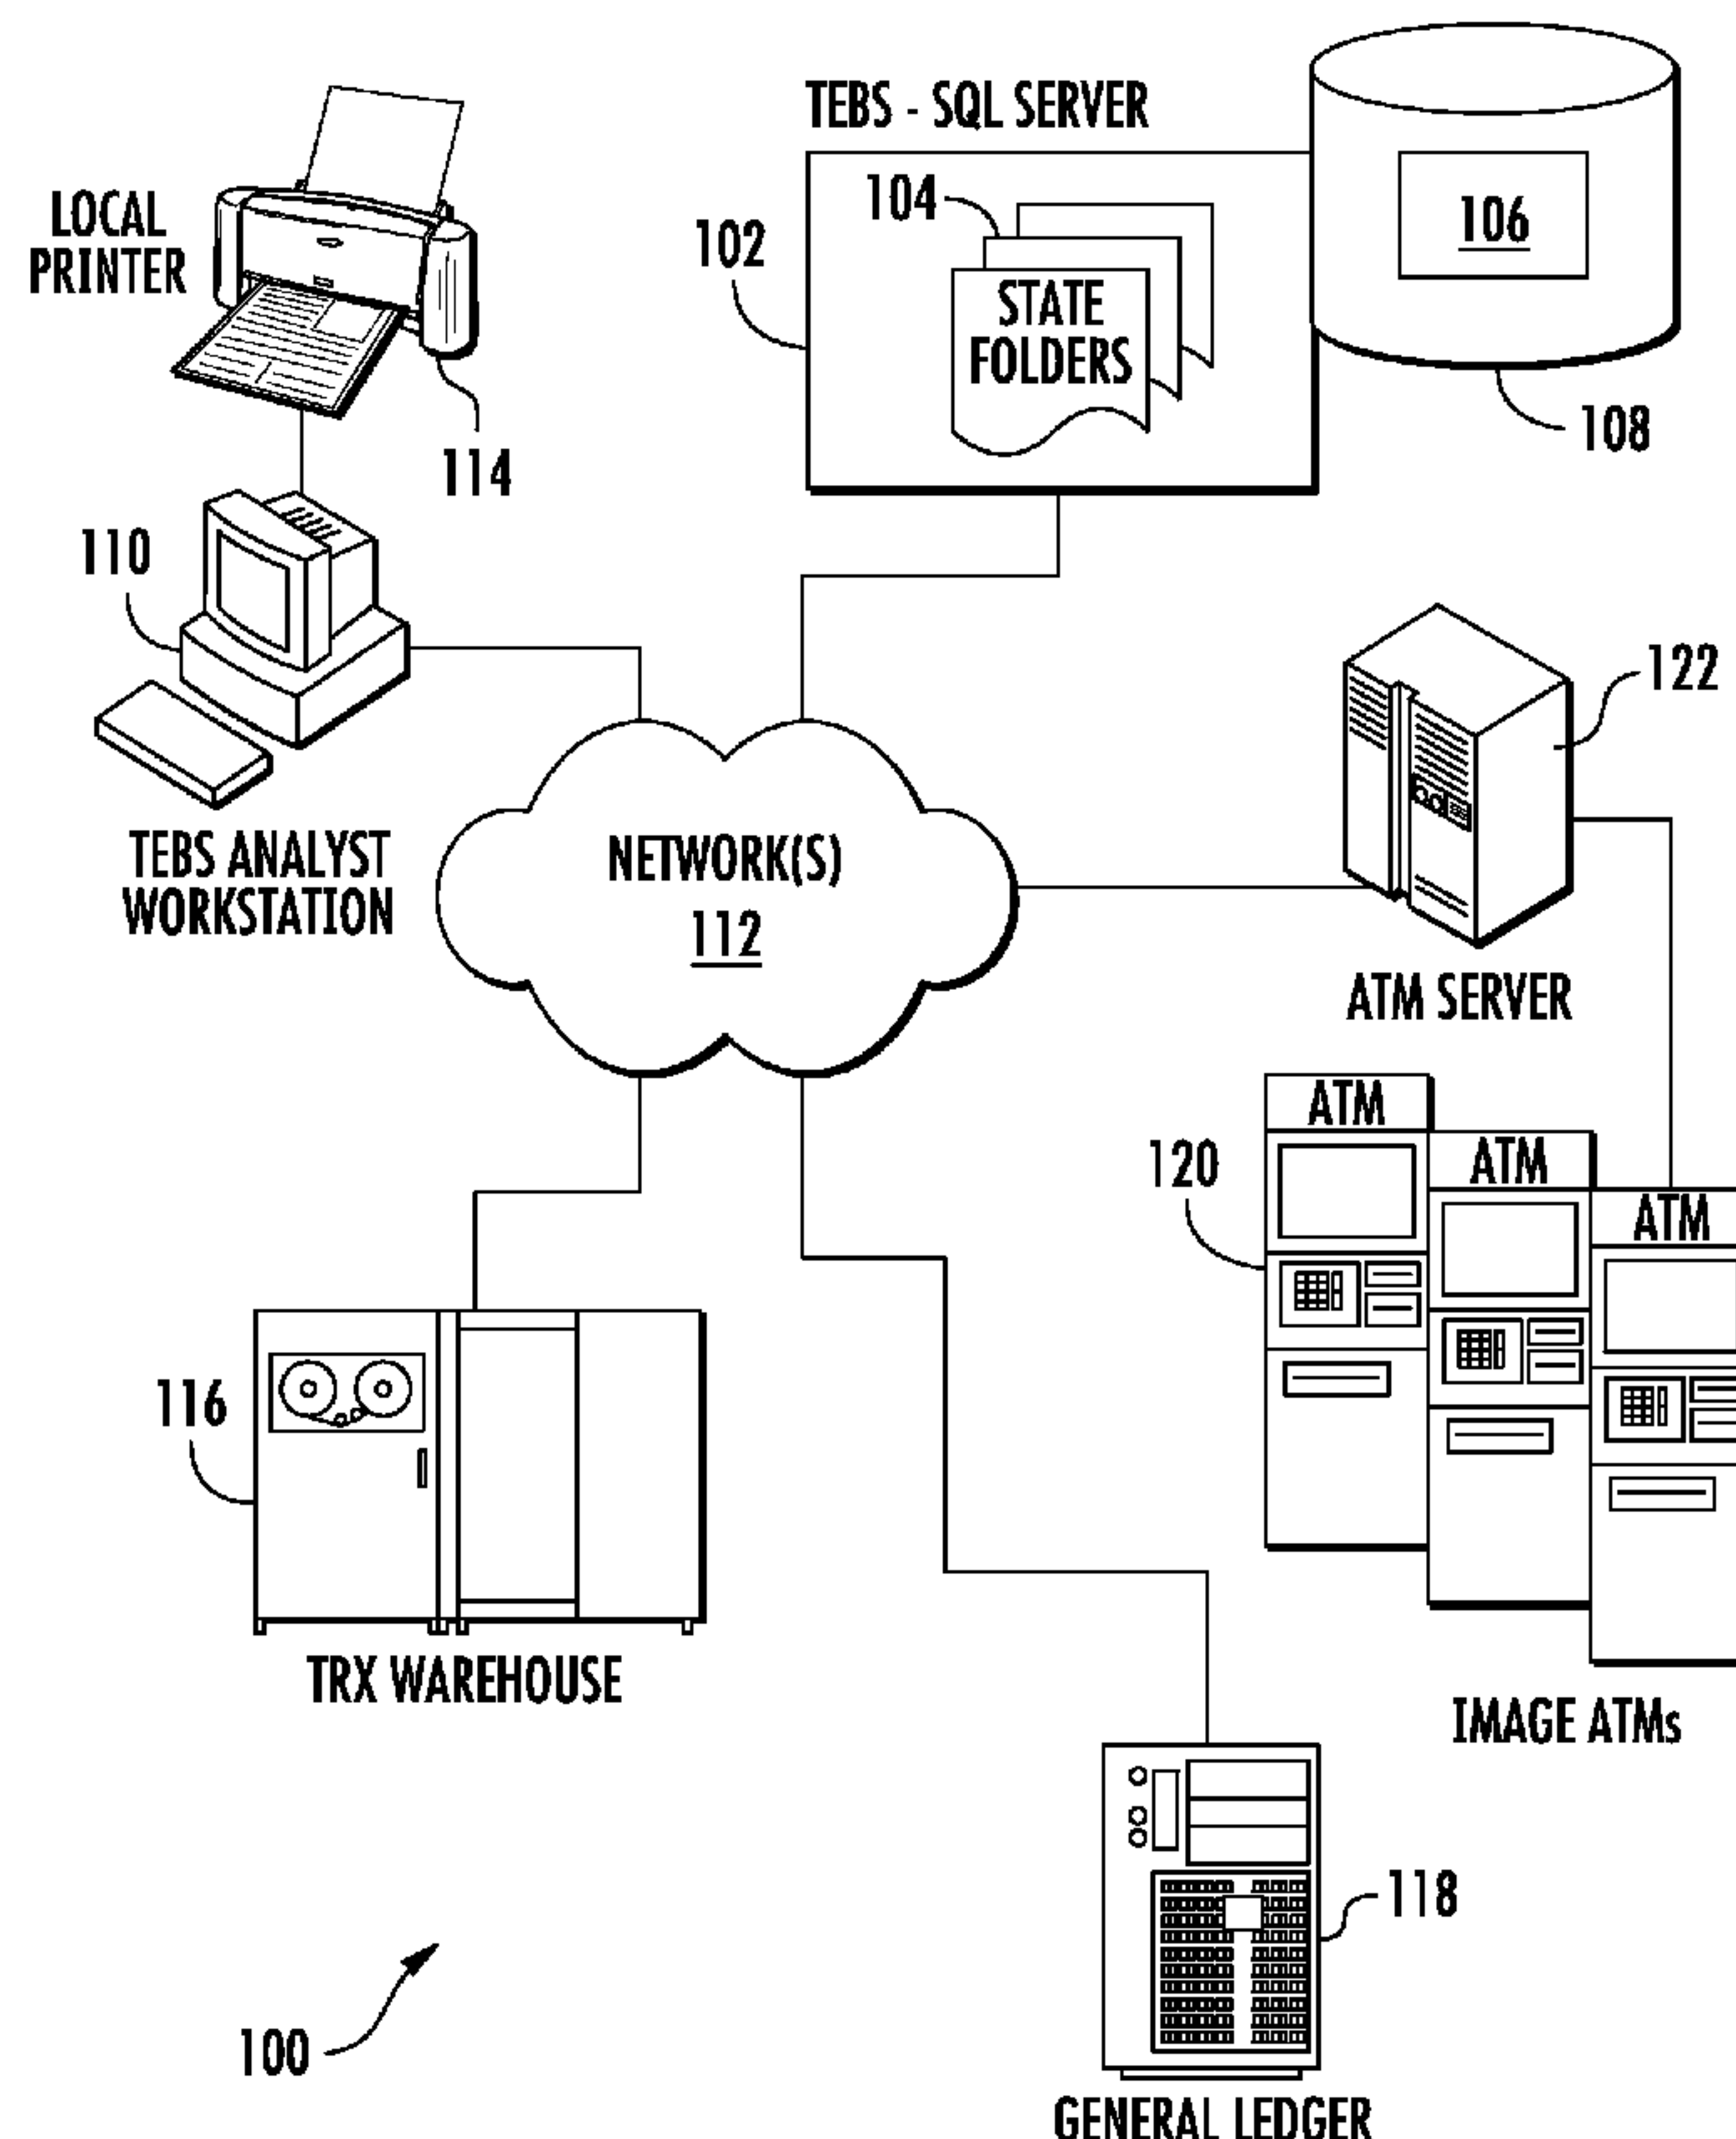 TEBS - SQL SERVER
LOCAL
PRINTER
104
102
106
STATE
FOLDERS
108
114
110
122
TEBS ANALYST
WORKSTATION
NETWORK(S)
112
ATM SERVER
ATM
ATM
ATM
120
116
TRX WAREHOUSE
IMAGE ATMs
118
100
GENERAL LEDGER